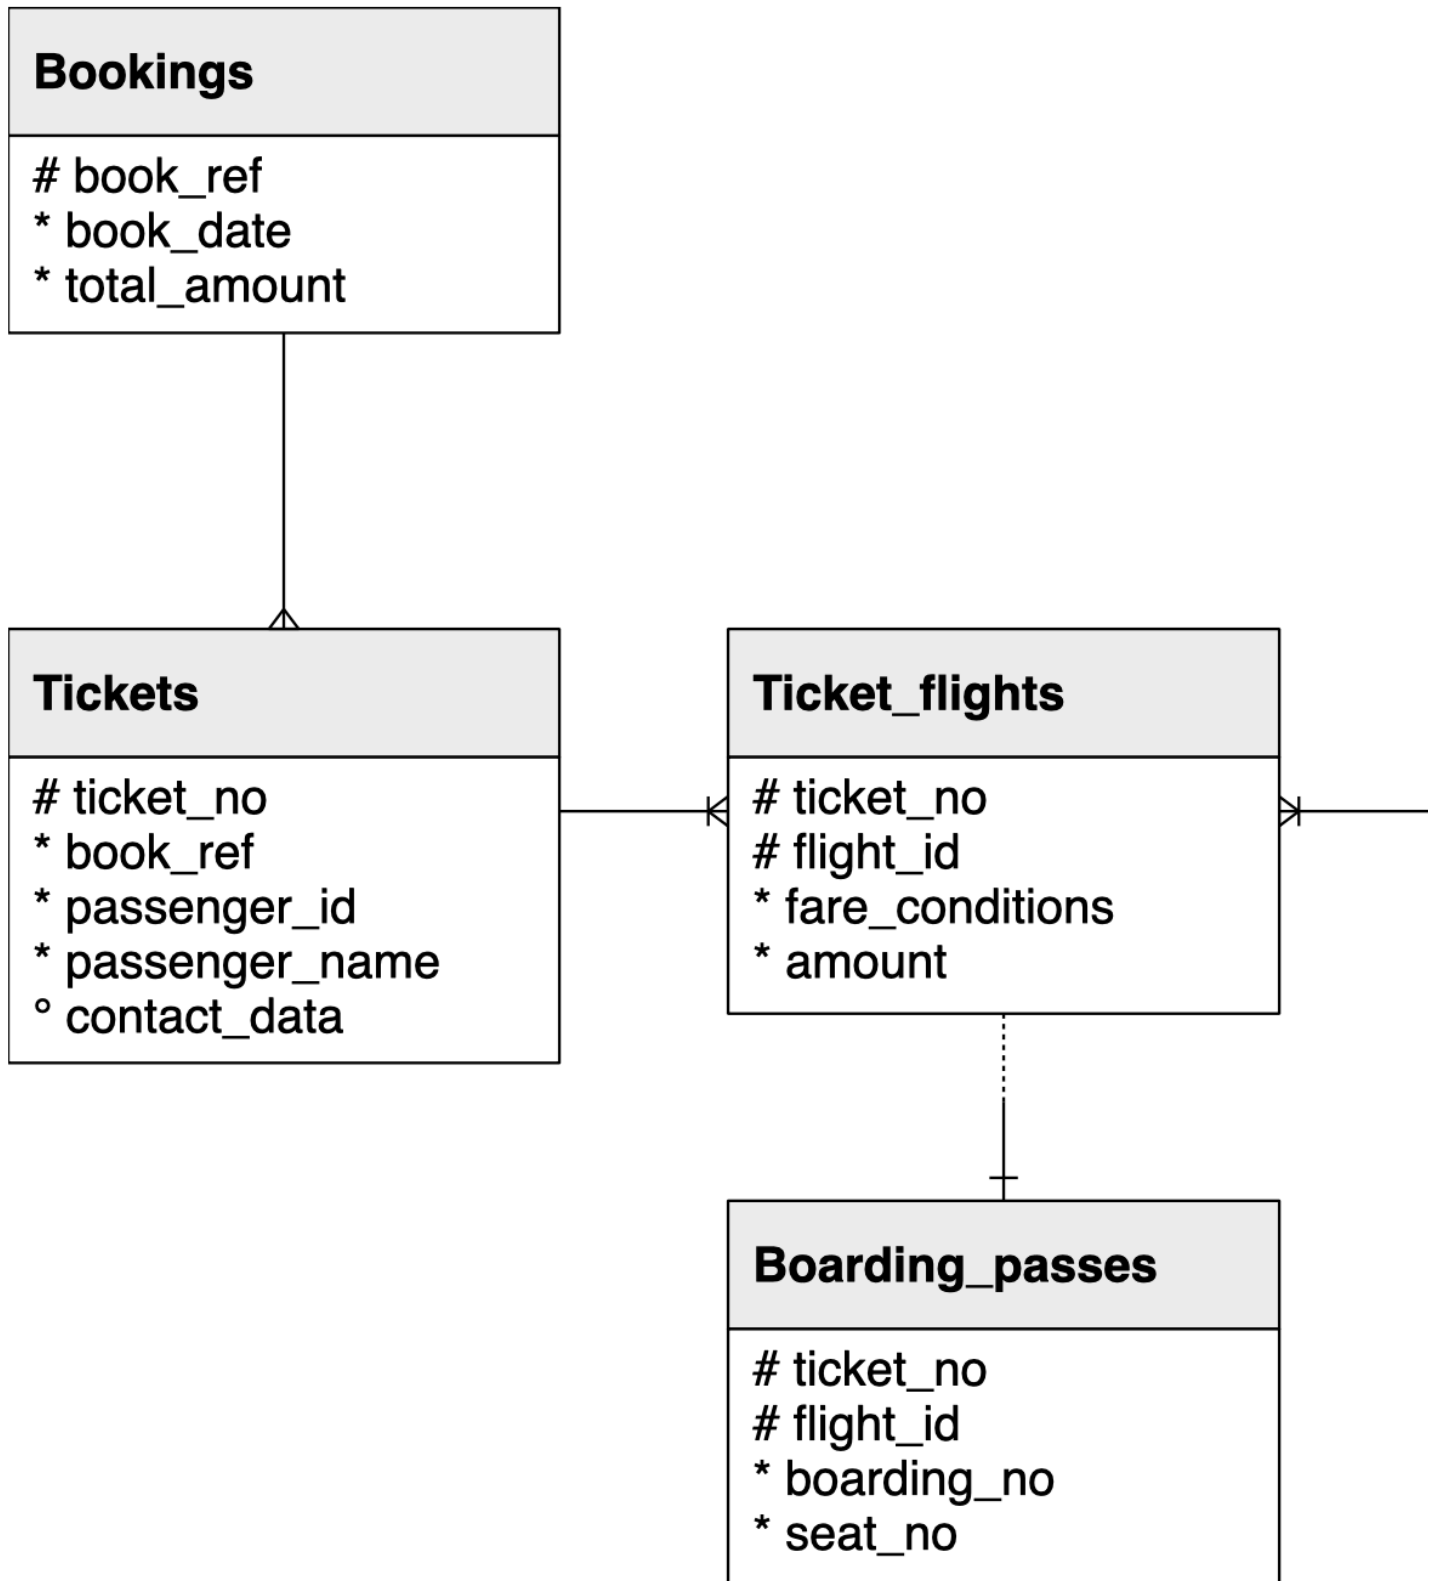 Bookings
# book_ref
* book_date
* total_amount
Tickets
# ticket_no
* book_ref
* passenger_id
* passenger_name
° contact_data
Ticket_flights
# ticket_no
# flight_id
* fare_conditions
* amount
Boarding_passes
# ticket_no
# flight_id
* boarding_no
* seat_no